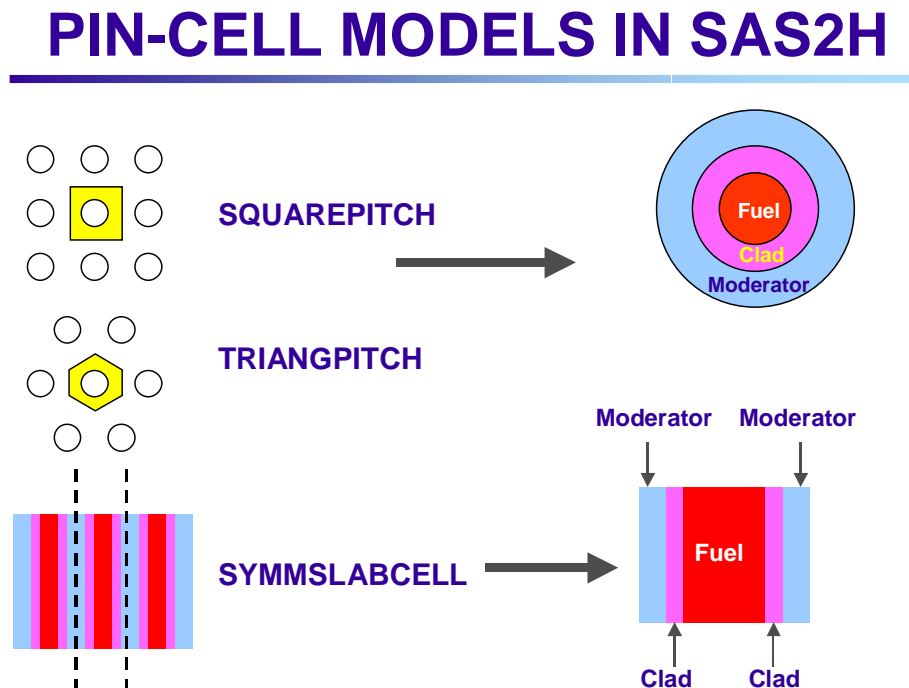 PIN-CELL MODELS IN SAS2H
SQUAREPITCH
Fuel
Clad
Moderator
TRIANGPITCH
Moderator Moderator
Fuel
SYMMSLABCELL
Clad Clad